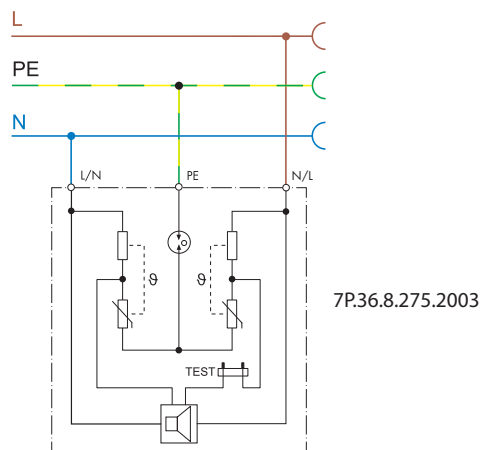 L
PE
N
L/N
PE
N/L
ϑ
ϑ
7P.36.8.275.2003
TEST